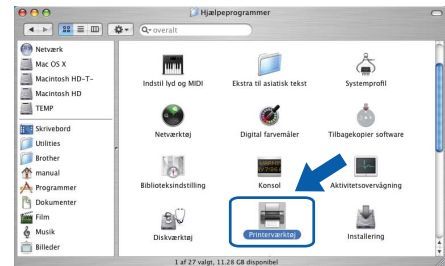 Hjælpeprogrammer
overalt
Netværk
Mac OS X
Macintosh HD-T-
Macintosh HD
TEMP
Skrivebord
Utilities
Brother
manual
Programmer
Dokumenter
Film
Musik
Billeder
Indstil lyd og MIDI
Ekstra til asiatisk tekst
Systemprofil
Netværktøj
Digital farvemåler
Tilbagekopier software
Biblioteksindstilling
Konsol
Aktivitetsovervågning
Diskværktøj
Printerværktøj
Installering
1 af 27 valgt, 11.28 GB disponibel